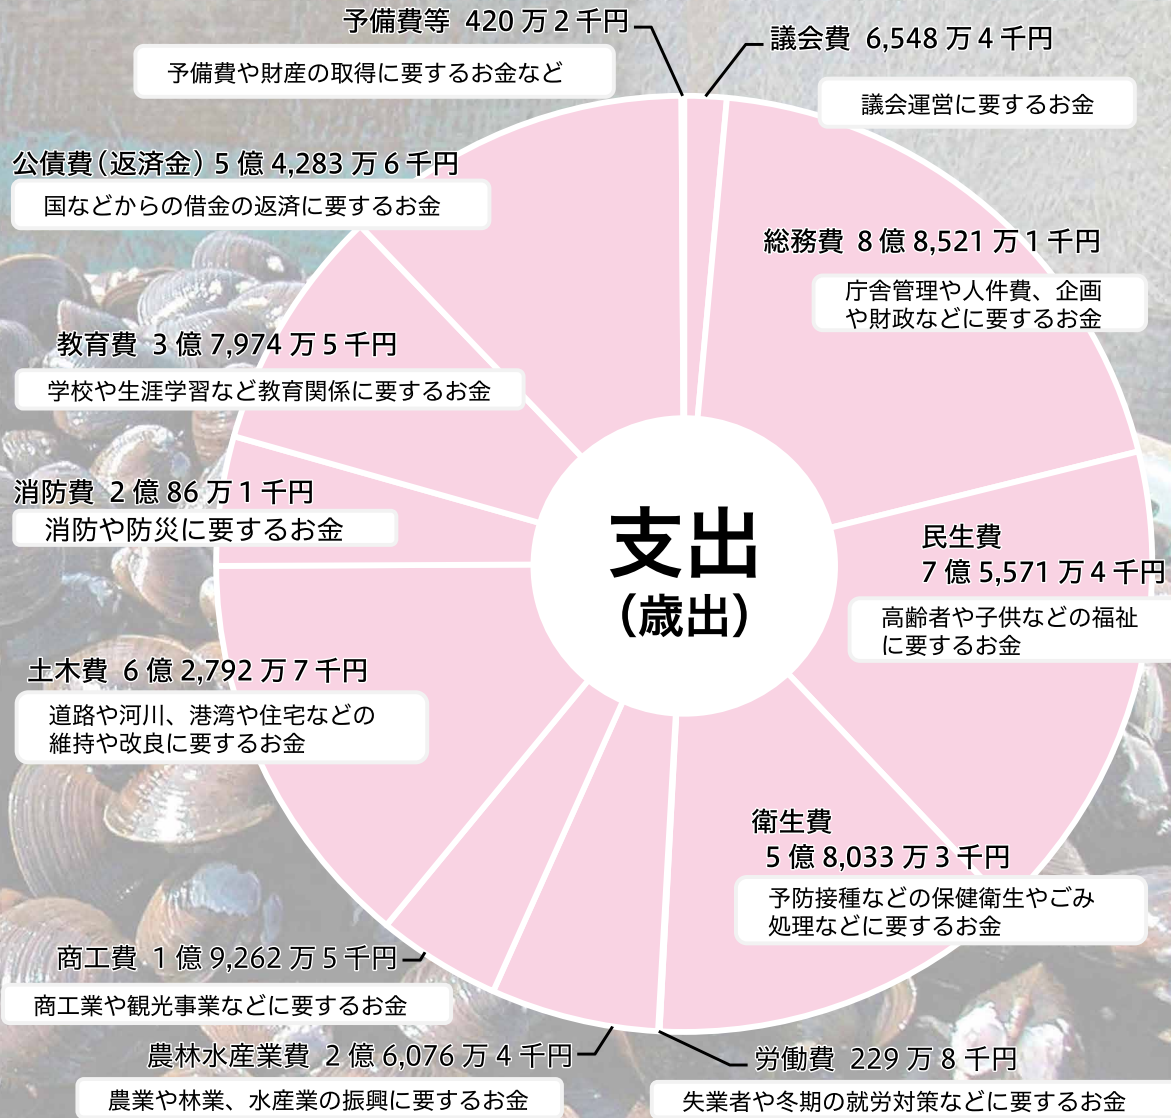 支出
（歳出）
議会費 6,548万4千円
議会運営に要するお金
総務費 8億8,521万1千円
庁舎管理や人件費、企画
や財政などに要するお金
民生費
7億5,571万4千円
高齢者や子供などの福祉
に要するお金
衛生費
5億8,033万3千円
予防接種などの保健衛生やごみ
処理などに要するお金
労働費 229万8千円
失業者や冬期の就労対策などに要するお金
農林水産業費 2億6,076万4千円
農業や林業、水産業の振興に要するお金
商工費 1億9,262万5千円
商工業や観光事業などに要するお金
土木費 6億2,792万7千円
道路や河川、港湾や住宅などの
維持や改良に要するお金
消防費 2億86万1千円
消防や防災に要するお金
教育費 3億7,974万5千円
学校や生涯学習など教育関係に要するお金
公債費（返済金）5億4,283万6千円
国などからの借金の返済に要するお金
予備費等 420万2千円
予備費や財産の取得に要するお金など